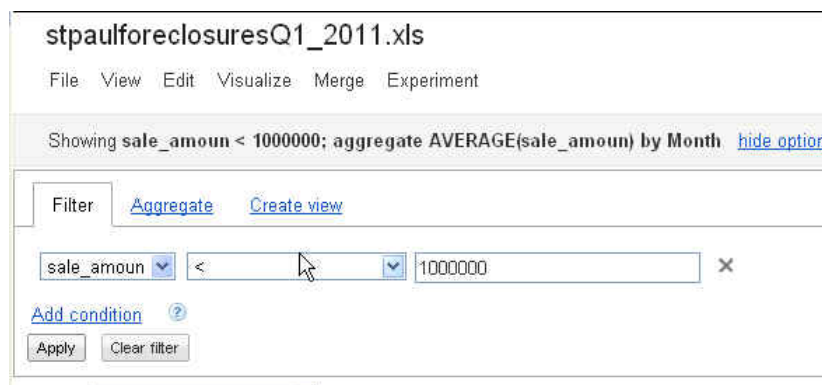 stpaulforeclosuresQ1_2011.xls
File View Edit Visualize Merge Experiment
Showing sale_amoun < 1000000; aggregate AVERAGE(sale_amoun) by Month hide option
Filter Aggregate Create view
sale_amoun < 1000000 ×
Add condition ?
Apply Clear filter